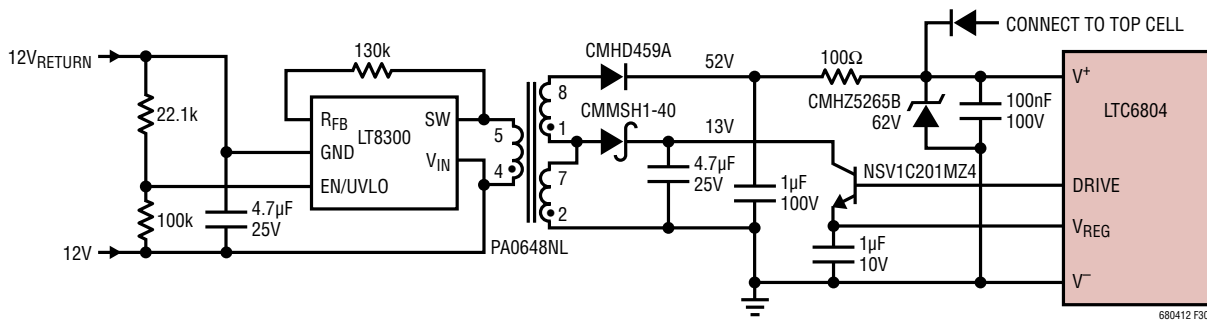 CONNECT TO TOP CELL
12VRETURN
130k
CMHD459A
52V
100Ω
22.1k
RFB
LT8300
SW
GND
VIN
EN/UVLO
5
4
8
1
7
2
CMMSH1-40
13V
CMHZ5265B
62V
100nF
100V
V+
LTC6804
100k
4.7µF
25V
12V
PA0648NL
4.7µF
25V
1µF
100V
NSV1C201MZ4
DRIVE
VREG
1µF
10V
V–
680412 F30